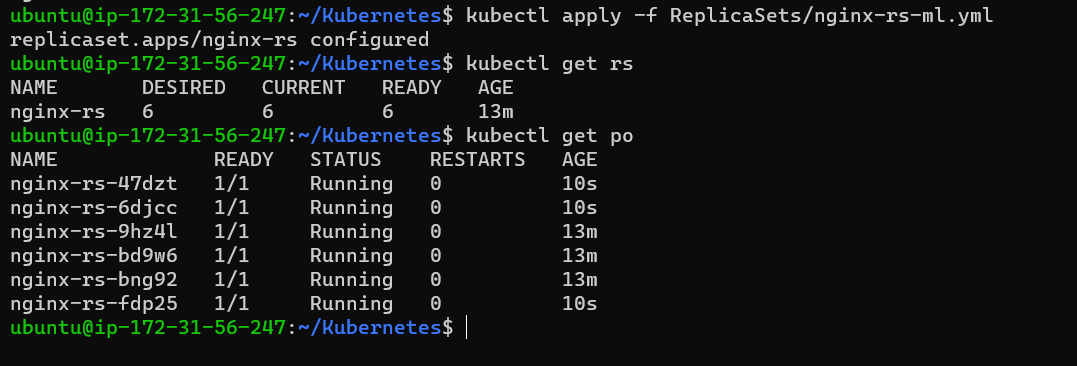 ubuntu@ip-172-31-56-247:~/Kubernetes$ kubectl apply -f ReplicaSets/nginx-rs-ml.yml
replicaset.apps/nginx-rs configured
ubuntu@ip-172-31-56-247:~/Kubernetes$ kubectl get rs
NAME       DESIRED   CURRENT   READY   AGE
nginx-rs   6         6         6       13m
ubuntu@ip-172-31-56-247:~/Kubernetes$ kubectl get po
NAME             READY   STATUS    RESTARTS   AGE
nginx-rs-47dzt   1/1     Running   0          10s
nginx-rs-6djcc   1/1     Running   0          10s
nginx-rs-9hz4l   1/1     Running   0          13m
nginx-rs-bd9w6   1/1     Running   0          13m
nginx-rs-bng92   1/1     Running   0          13m
nginx-rs-fdp25   1/1     Running   0          10s
ubuntu@ip-172-31-56-247:~/Kubernetes$